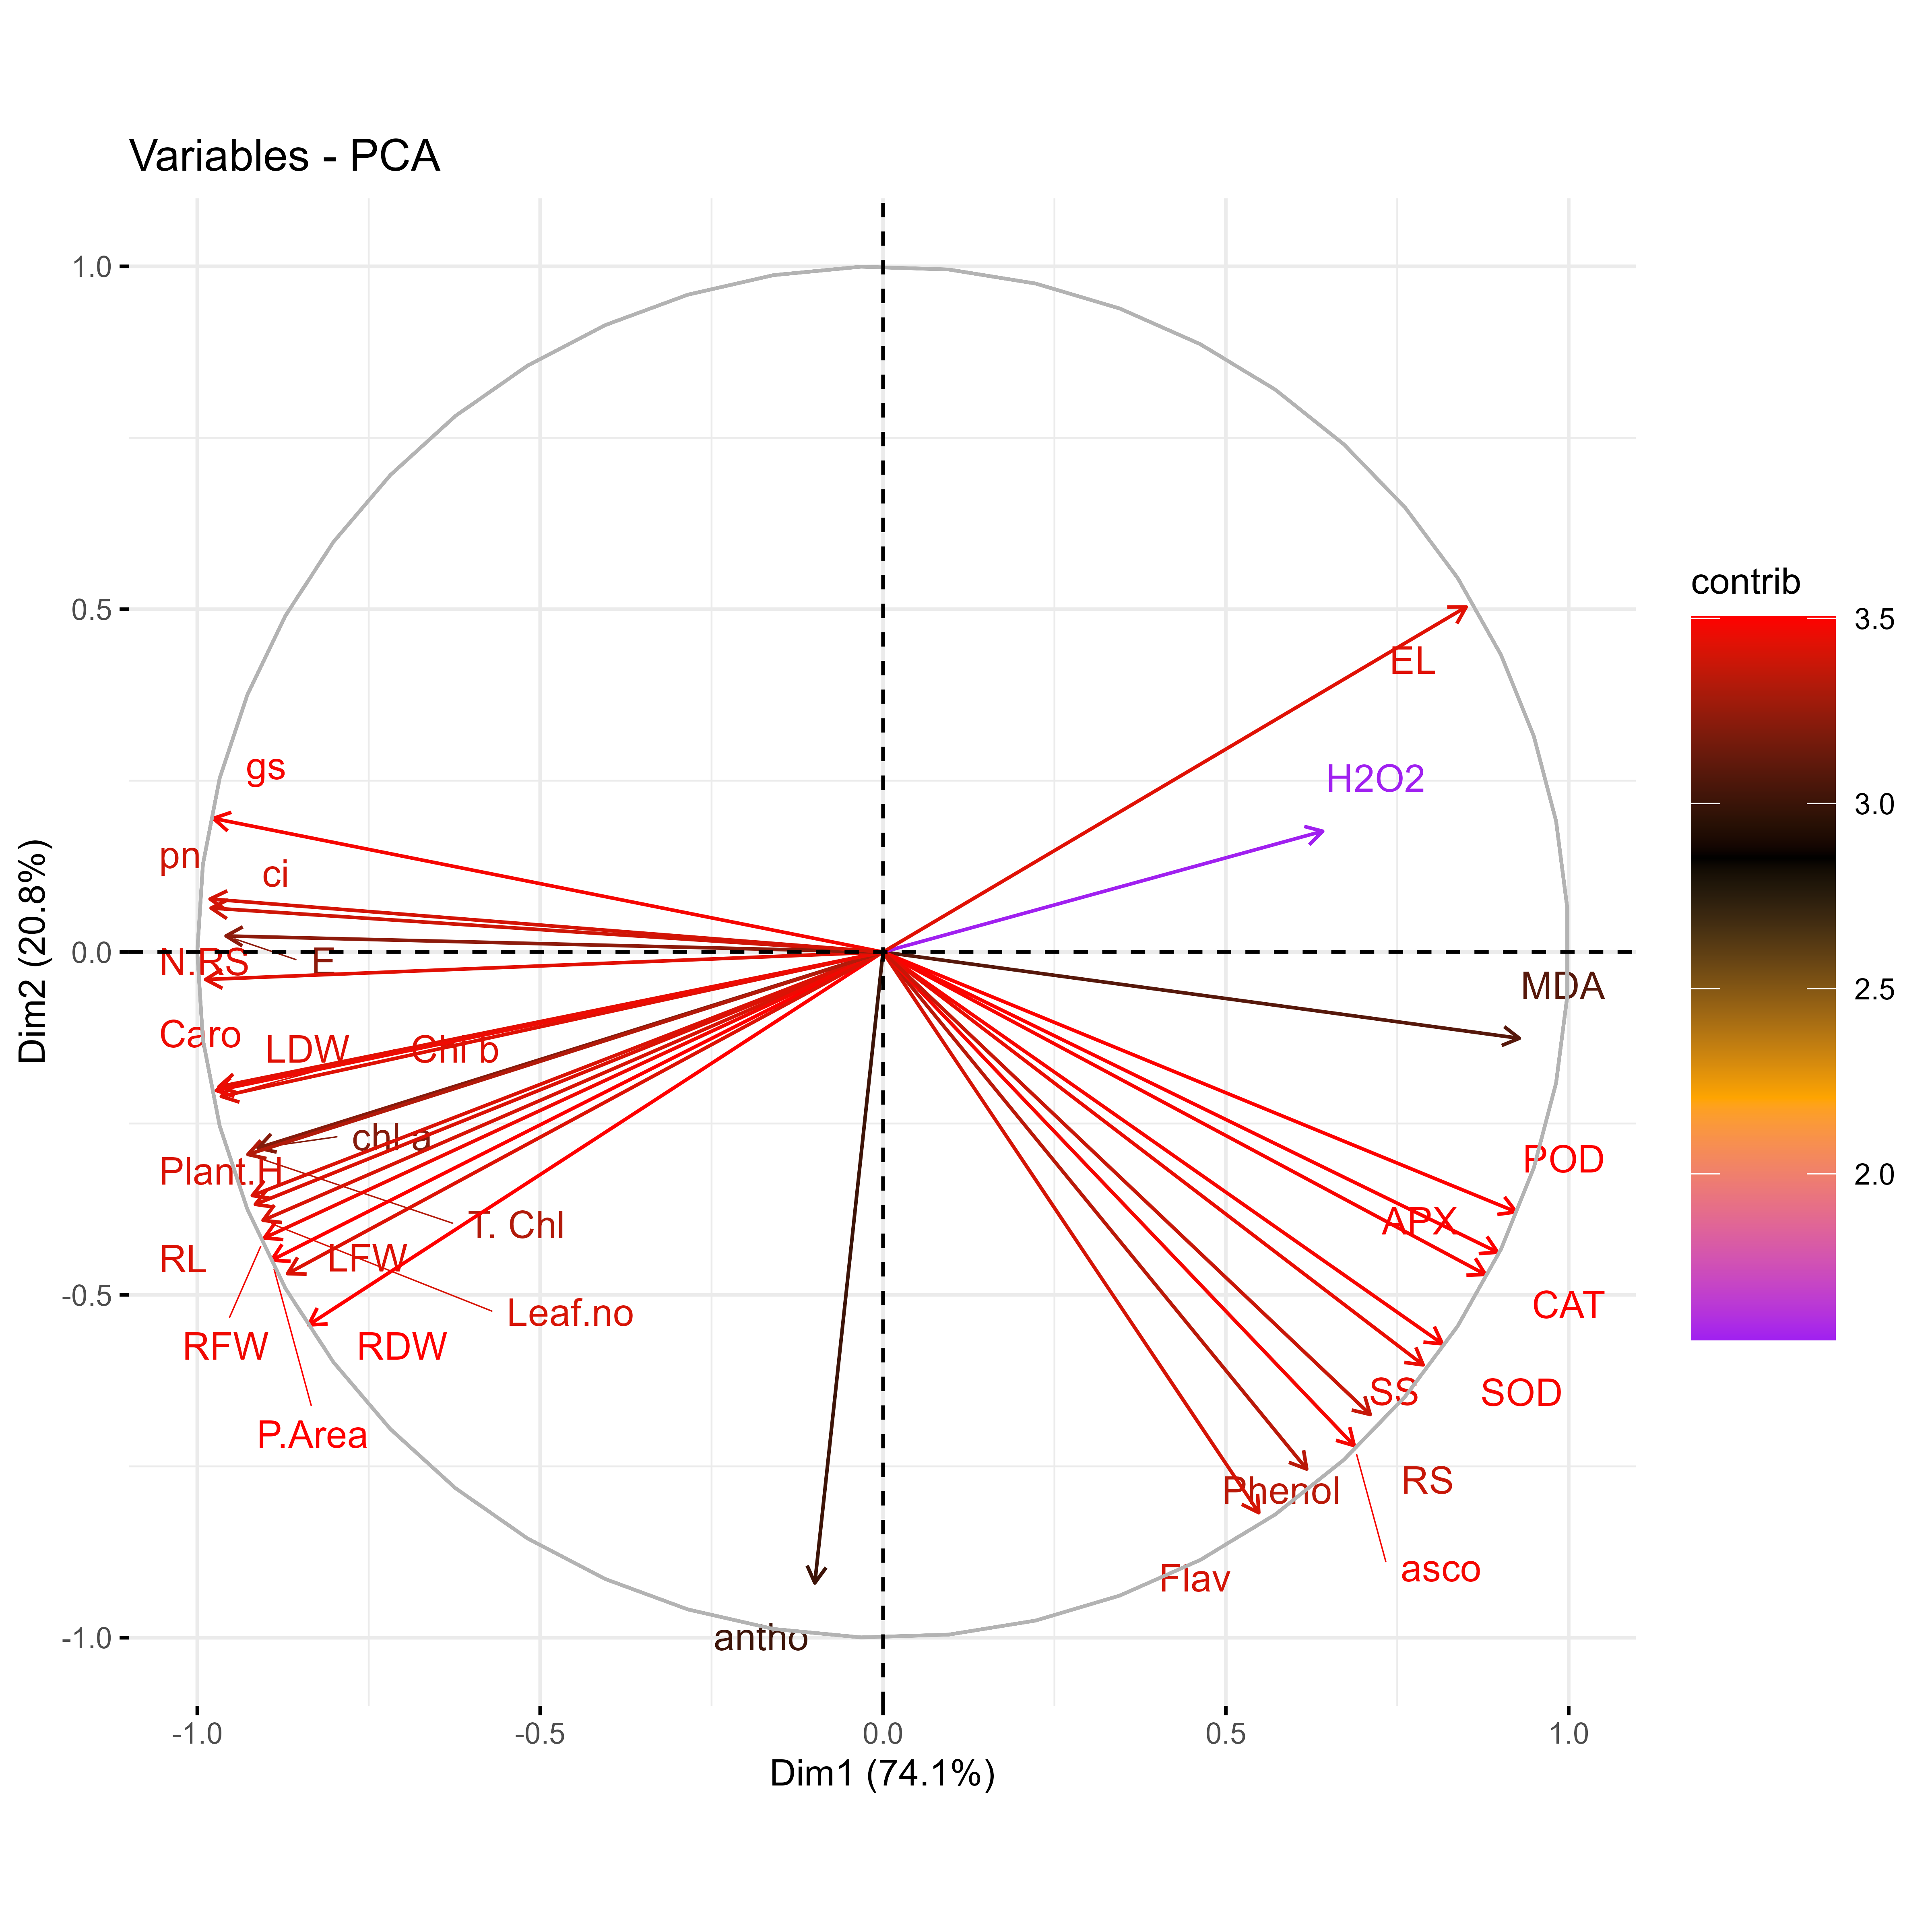 Variables - PCA
1.0
0.5
0.0
-0.5
-1.0
Dim2 (20.8%)
-1.0
-0.5
0.0
0.5
1.0
Dim1 (74.1%)
EL
H2O2
gs
pn
ci
N.RS
E
MDA
Caro
LDW
Chl b
chl a
Plant.H
POD
T. Chl
APX
RL
LFW
Leaf.no
CAT
RFW
RDW
SS
SOD
P.Area
Phenol
RS
Flav
asco
antho
contrib
3.5
3.0
2.5
2.0